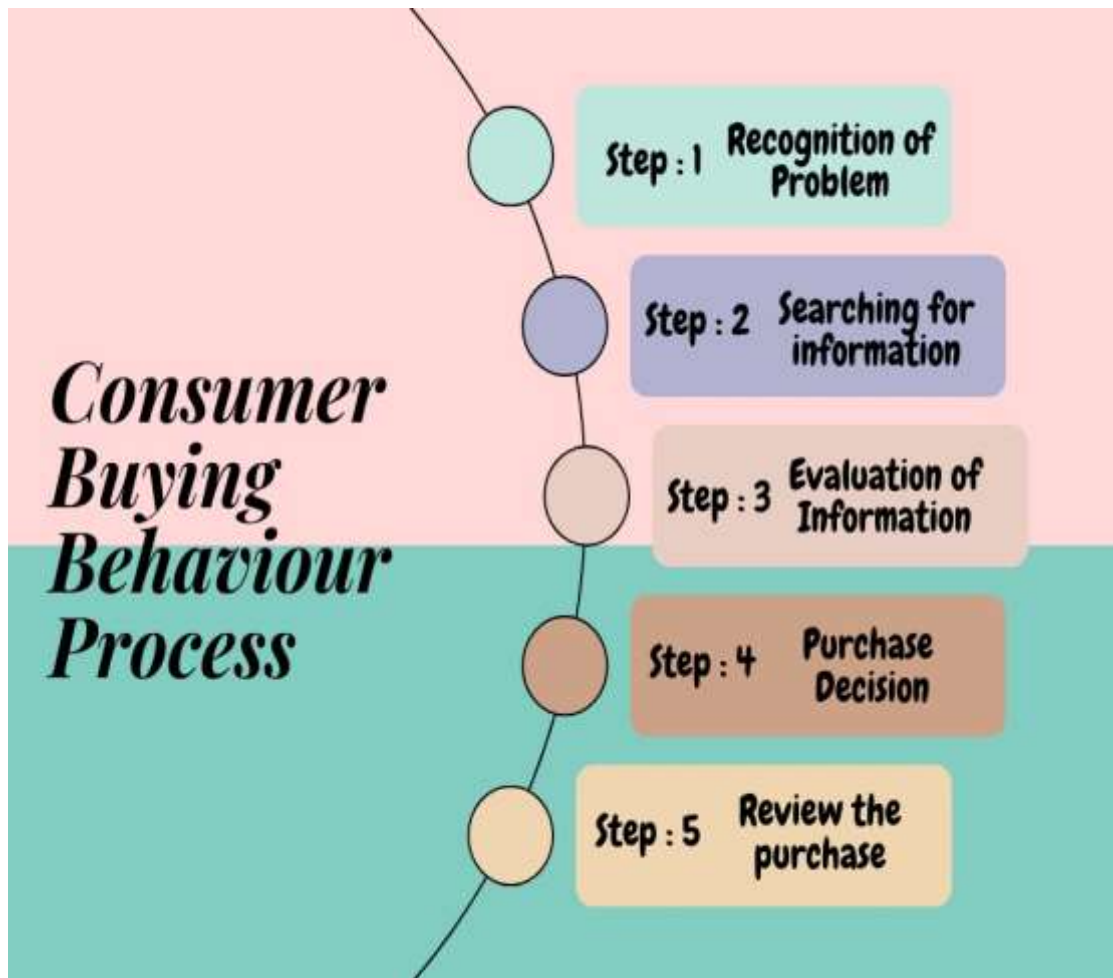 Consumer
Buying
Behaviour
Process
Step : 1 Recognition of
Problem
Step : 2 Searching for
information
Step : 3 Evaluation of
Information
Step : 4 Purchase
Decision
Step : 5 Review the
purchase